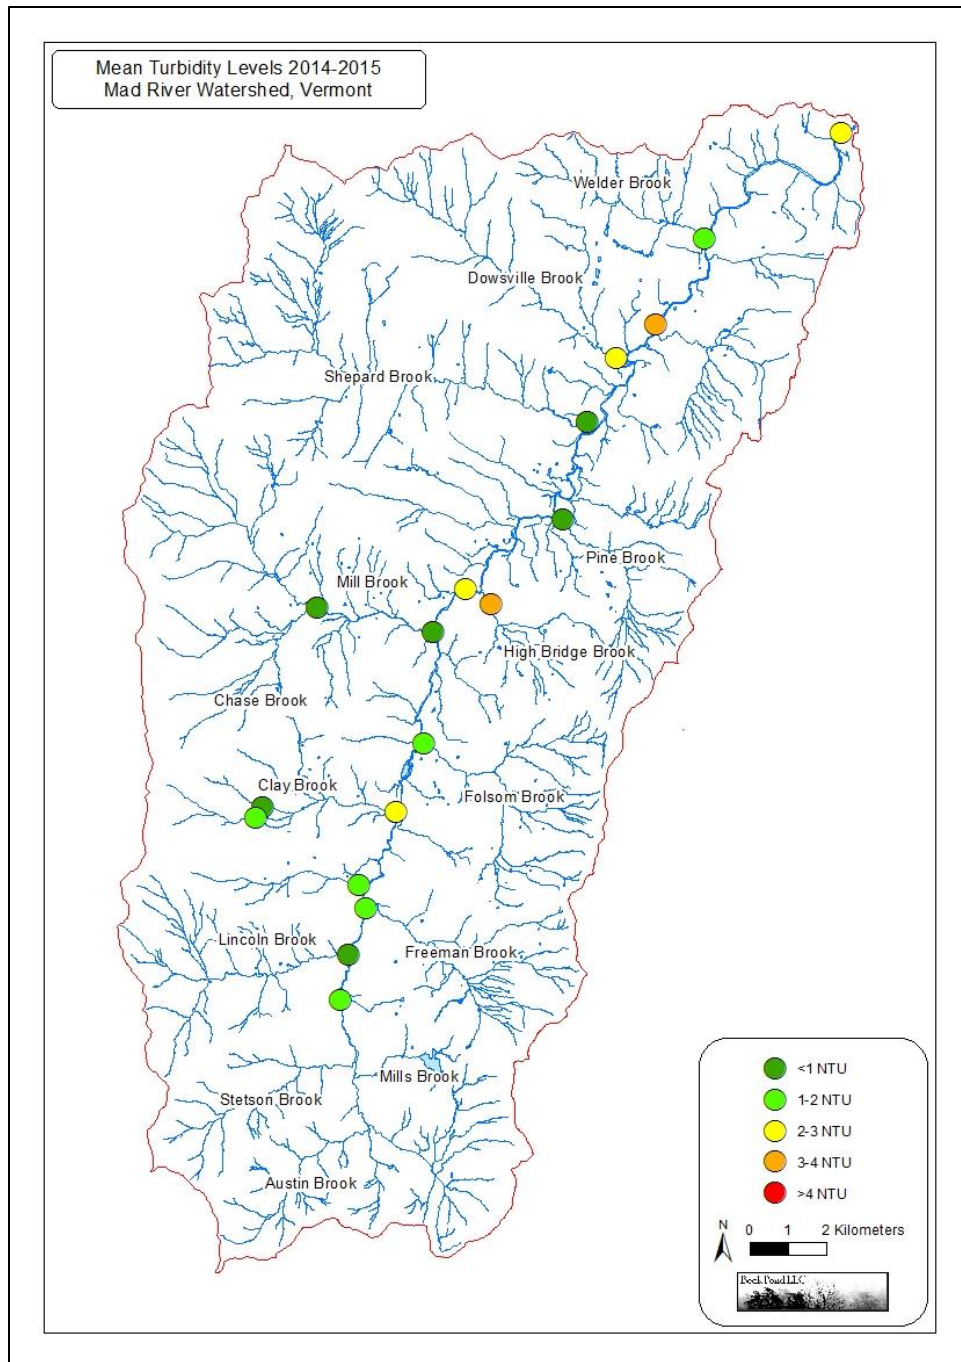 Mean Turbidity Levels 2014-2015
Mad River Watershed, Vermont
Welder Brook
Dowsville Brook
Shepard Brook
Pine Brook
Mill Brook
High Bridge Brook
Chase Brook
Clay Brook
Folsom Brook
Lincoln Brook
Freeman Brook
Mills Brook
Stetson Brook
Austin Brook
<1 NTU
1-2 NTU
2-3 NTU
3-4 NTU
>4 NTU
N
0 1 2 Kilometers
Beck Pond LLC